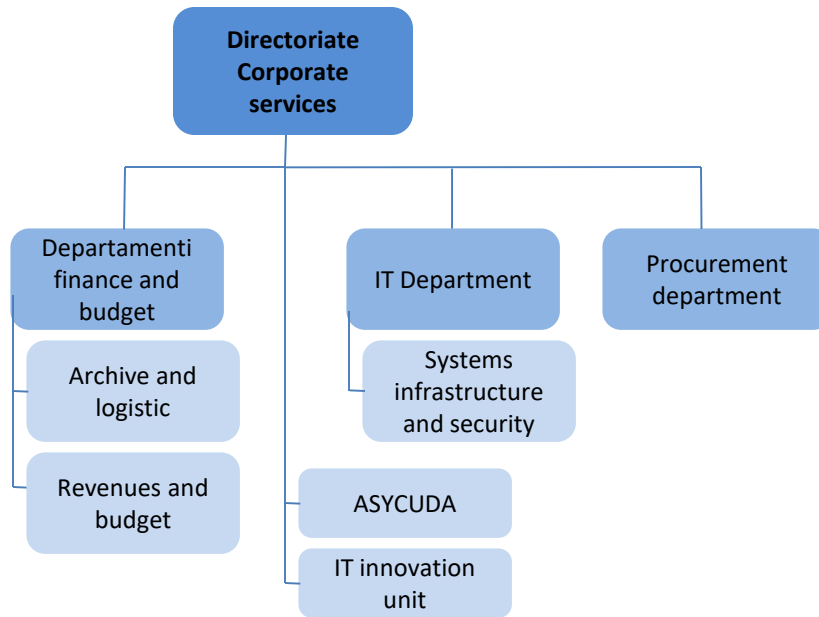 Directoriate
Corporate
services
Departamenti
finance and
budget
IT Department
Procurement
department
Archive and
logistic
Systems
infrastructure
and security
Revenues and
budget
ASYCUDA
IT innovation
unit